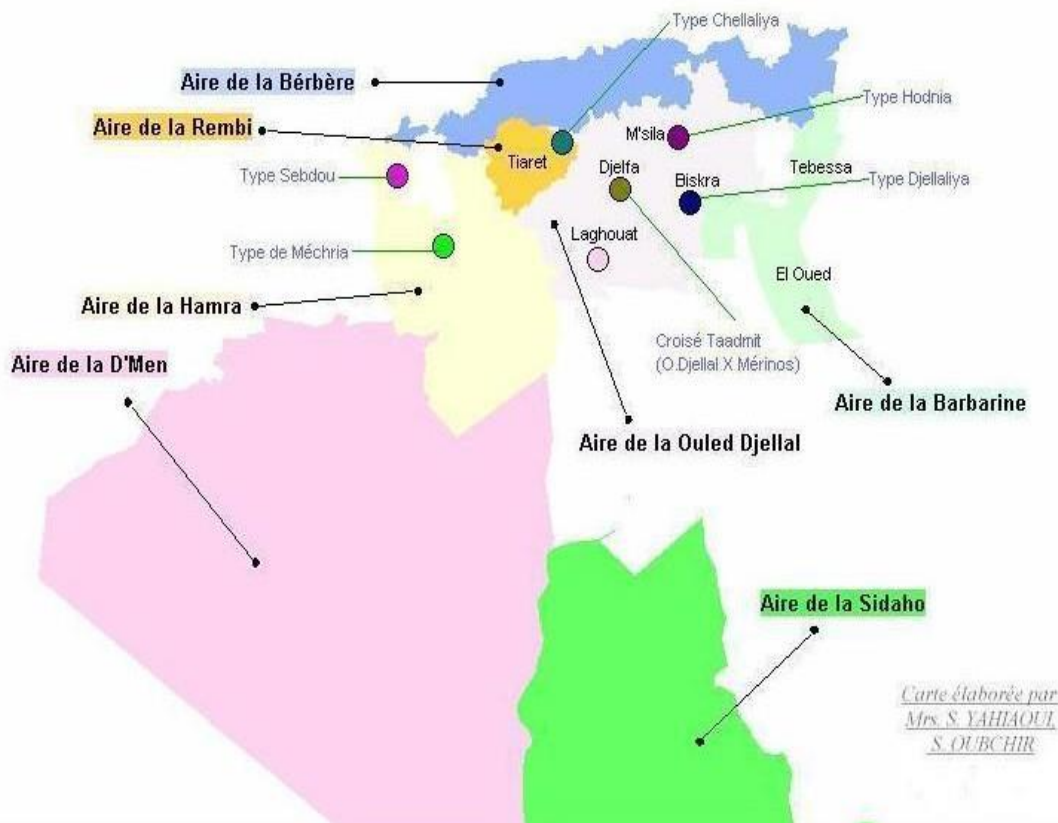 Type Chellaliya
Aire de la Bérbère
Type Hodnia
Aire de la Rembi
M'sila
Tiaret
Djelfa
Tebessa
Type Sebdou
Biskra
Type Djellaliya
Laghouat
Type de Méchria
El Oued
Aire de la Hamra
Croisé Taadmit
(O.Djellal X Mérinos)
Aire de la D'Men
Aire de la Barbarine
Aire de la Ouled Djellal
Aire de la Sidaho
Carte élaborée par
Mrs. S. YAHIAOUI,
S. OUBCHIR